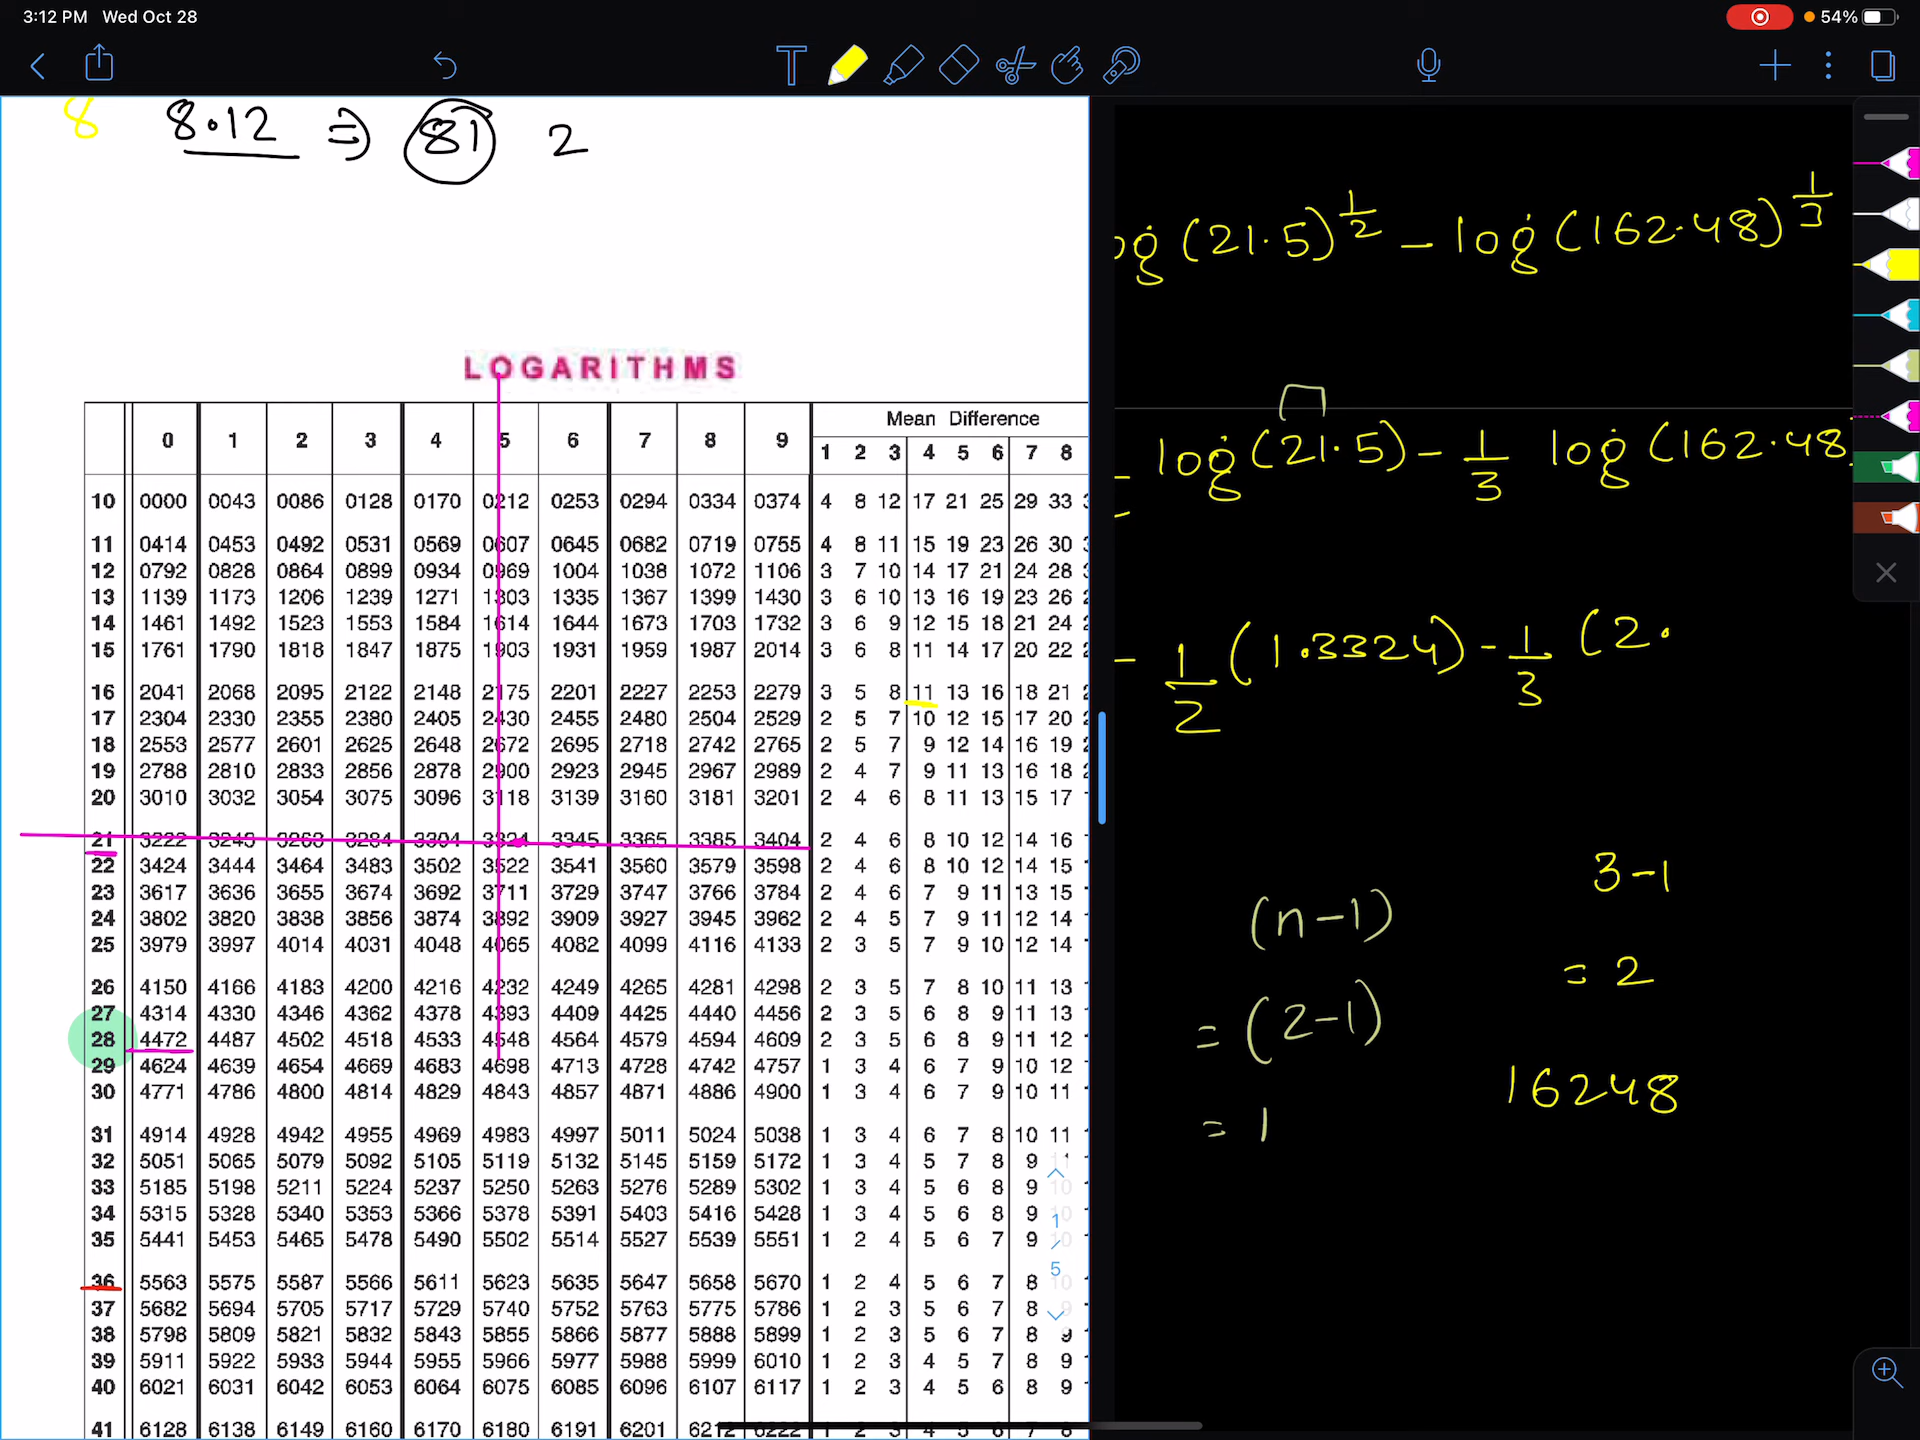 3:12 PM Wed Oct 28
54%
T
8 8.12 ⇒ 81 2
LOGARITHMS
Mean Difference
0 1 2 3 4 5 6 7 8 9 1 2 3 4 5 6 7 8
10 0000 0043 0086 0128 0170 0212 0253 0294 0334 0374 4 8 12 17 21 25 29 33
11 0414 0453 0492 0531 0569 0607 0645 0682 0719 0755 4 8 11 15 19 23 26 30
12 0792 0828 0864 0899 0934 0969 1004 1038 1072 1106 3 7 10 14 17 21 24 28
13 1139 1173 1206 1239 1271 1303 1335 1367 1399 1430 3 6 10 13 16 19 23 26
14 1461 1492 1523 1553 1584 1614 1644 1673 1703 1732 3 6 9 12 15 18 21 24
15 1761 1790 1818 1847 1875 1903 1931 1959 1987 2014 3 6 8 11 14 17 20 22
16 2041 2068 2095 2122 2148 2175 2201 2227 2253 2279 3 5 8 11 13 16 18 21
17 2304 2330 2355 2380 2405 2430 2455 2480 2504 2529 2 5 7 10 12 15 17 20
18 2553 2577 2601 2625 2648 2672 2695 2718 2742 2765 2 5 7 9 12 14 16 19
19 2788 2810 2833 2856 2878 2900 2923 2945 2967 2989 2 4 7 9 11 13 16 18
20 3010 3032 3054 3075 3096 3118 3139 3160 3181 3201 2 4 6 8 11 13 15 17
21 3222 3243 3263 3284 3304 3324 3345 3365 3385 3404 2 4 6 8 10 12 14 16
22 3424 3444 3464 3483 3502 3522 3541 3560 3579 3598 2 4 6 8 10 12 14 15
23 3617 3636 3655 3674 3692 3711 3729 3747 3766 3784 2 4 6 7 9 11 13 15
24 3802 3820 3838 3856 3874 3892 3909 3927 3945 3962 2 4 5 7 9 11 12 14
25 3979 3997 4014 4031 4048 4065 4082 4099 4116 4133 2 3 5 7 9 10 12 14
26 4150 4166 4183 4200 4216 4232 4249 4265 4281 4298 2 3 5 7 8 10 11 13
27 4314 4330 4346 4362 4378 4393 4409 4425 4440 4456 2 3 5 6 8 9 11 13
28 4472 4487 4502 4518 4533 4548 4564 4579 4594 4609 2 3 5 6 8 9 11 12
29 4624 4639 4654 4669 4683 4698 4713 4728 4742 4757 1 3 4 6 7 9 10 12
30 4771 4786 4800 4814 4829 4843 4857 4871 4886 4900 1 3 4 6 7 9 10 11
31 4914 4928 4942 4955 4969 4983 4997 5011 5024 5038 1 3 4 6 7 8 10 11
32 5051 5065 5079 5092 5105 5119 5132 5145 5159 5172 1 3 4 5 7 8 9 11
33 5185 5198 5211 5224 5237 5250 5263 5276 5289 5302 1 3 4 5 6 8 9 10
34 5315 5328 5340 5353 5366 5378 5391 5403 5416 5428 1 3 4 5 6 8 9 10
35 5441 5453 5465 5478 5490 5502 5514 5527 5539 5551 1 2 4 5 6 7 9 10
36 5563 5575 5587 5566 5611 5623 5635 5647 5658 5670 1 2 4 5 6 7 8 10
37 5682 5694 5705 5717 5729 5740 5752 5763 5775 5786 1 2 3 5 6 7 8 9
38 5798 5809 5821 5832 5843 5855 5866 5877 5888 5899 1 2 3 5 6 7 8 9
39 5911 5922 5933 5944 5955 5966 5977 5988 5999 6010 1 2 3 4 5 7 8 9
40 6021 6031 6042 6053 6064 6075 6085 6096 6107 6117 1 2 3 4 5 6 8 9
41 6128 6138 6149 6160 6170 6180 6191 6201 6212 6222 1 2 3 4 5 6 7 8
1 / 5
og (21.5)^1/2 - log (162.48)^1/3
= log (21.5) - 1/3 log (162.48
- 1/2 (1.3324) - 1/3 (2.
(n-1)
= (2-1)
= 1
3-1
= 2
16248